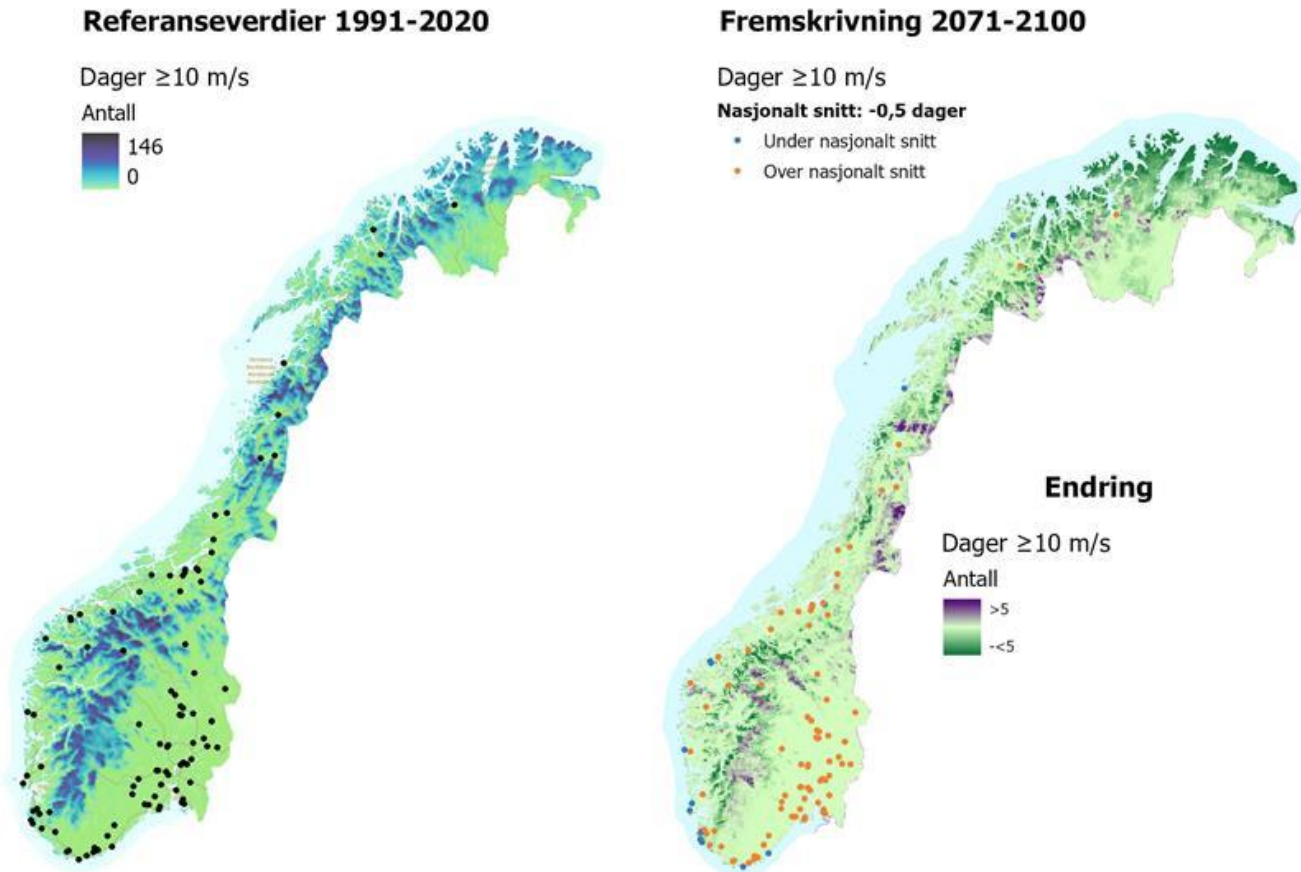 Referanseverdier 1991-2020
Dager ≥10 m/s
Antall
146
0
Fremskrivning 2071-2100
Dager ≥10 m/s
Nasjonalt snitt: -0,5 dager
Under nasjonalt snitt
Over nasjonalt snitt
Endring
Dager ≥10 m/s
Antall
>5
-<5